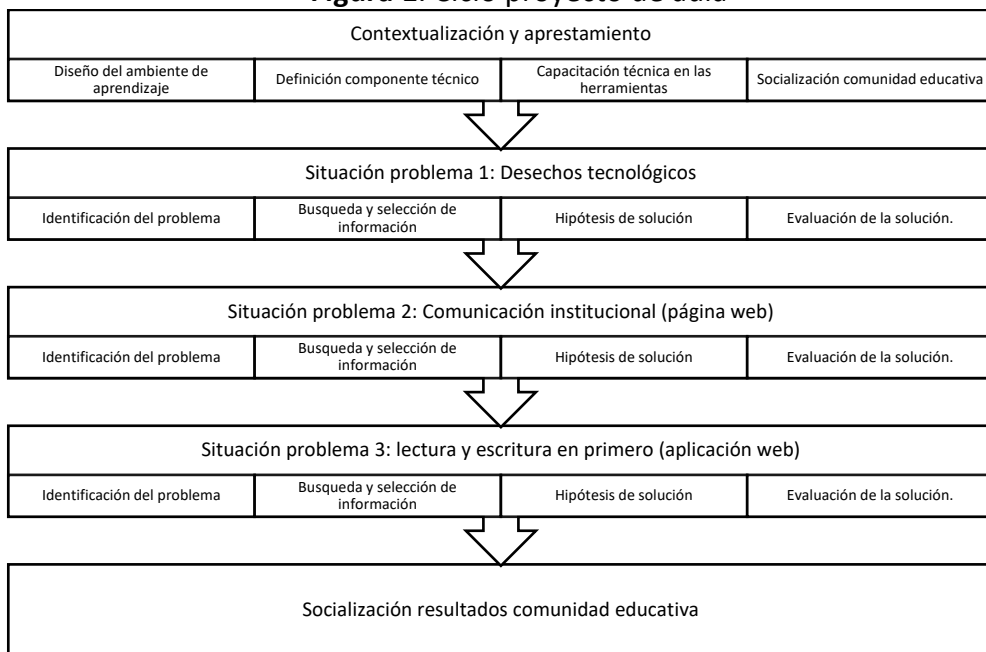 Contextualización y aprestamiento
Diseño del ambiente de
aprendizaje
Definición componente técnico
Capacitación técnica en las
herramientas
Socialización comunidad educativa
Situación problema 1: Desechos tecnológicos
Identificación del problema
Busqueda y selección de
información
Hipótesis de solución
Evaluación de la solución.
Situación problema 2: Comunicación institucional (página web)
Identificación del problema
Busqueda y selección de
información
Hipótesis de solución
Evaluación de la solución.
Situación problema 3: lectura y escritura en primero (aplicación web)
Identificación del problema
Busqueda y selección de
información
Hipótesis de solución
Evaluación de la solución.
Socialización resultados comunidad educativa